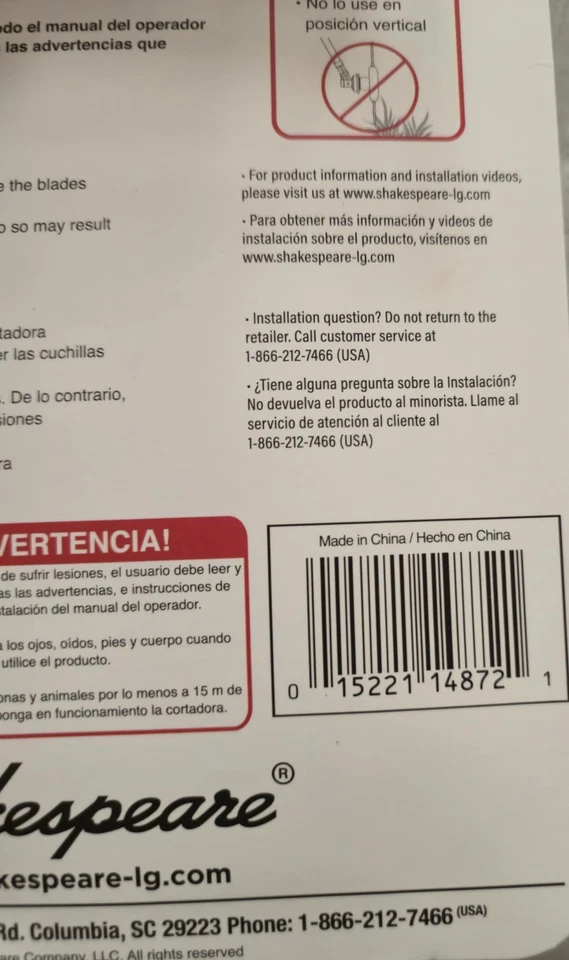 do el manual del operador
las advertencias que
• No lo use en
posición vertical
e the blades
o so may result
• For product information and installation videos,
please visit us at www.shakespeare-lg.com
• Para obtener más información y videos de
instalación sobre el producto, visítenos en
www.shakespeare-lg.com
tadora
er las cuchillas
. De lo contrario,
siones
ra
• Installation question? Do not return to the
retailer. Call customer service at
1-866-212-7466 (USA)
• ¿Tiene alguna pregunta sobre la Instalación?
No devuelva el producto al minorista. Llame al
servicio de atención al cliente al
1-866-212-7466 (USA)
VERTENCIA!
de sufrir lesiones, el usuario debe leer y
as las advertencias, e instrucciones de
stalación del manual del operador.
a los ojos, oídos, pies y cuerpo cuando
utilice el producto.
onas y animales por lo menos a 15 m de
ponga en funcionamiento la cortadora.
Made in China / Hecho en China
0 15221 14872 1
kespeare®
kespeare-lg.com
Rd. Columbia, SC 29223 Phone: 1-866-212-7466 (USA)
are Company, LLC. All rights reserved